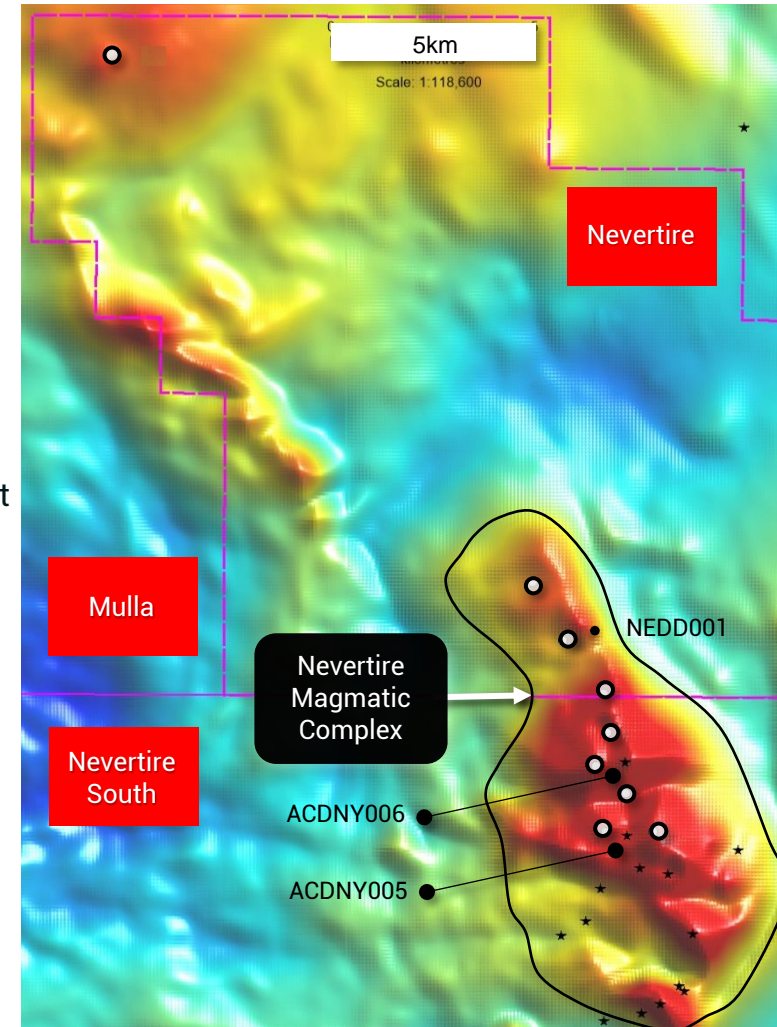 5km
Scale: 1:118,600
Nevertire
t
Mulla
NEDD001
Nevertire
Magmatic
Complex
Nevertire
South
ACDNY006
ACDNY005